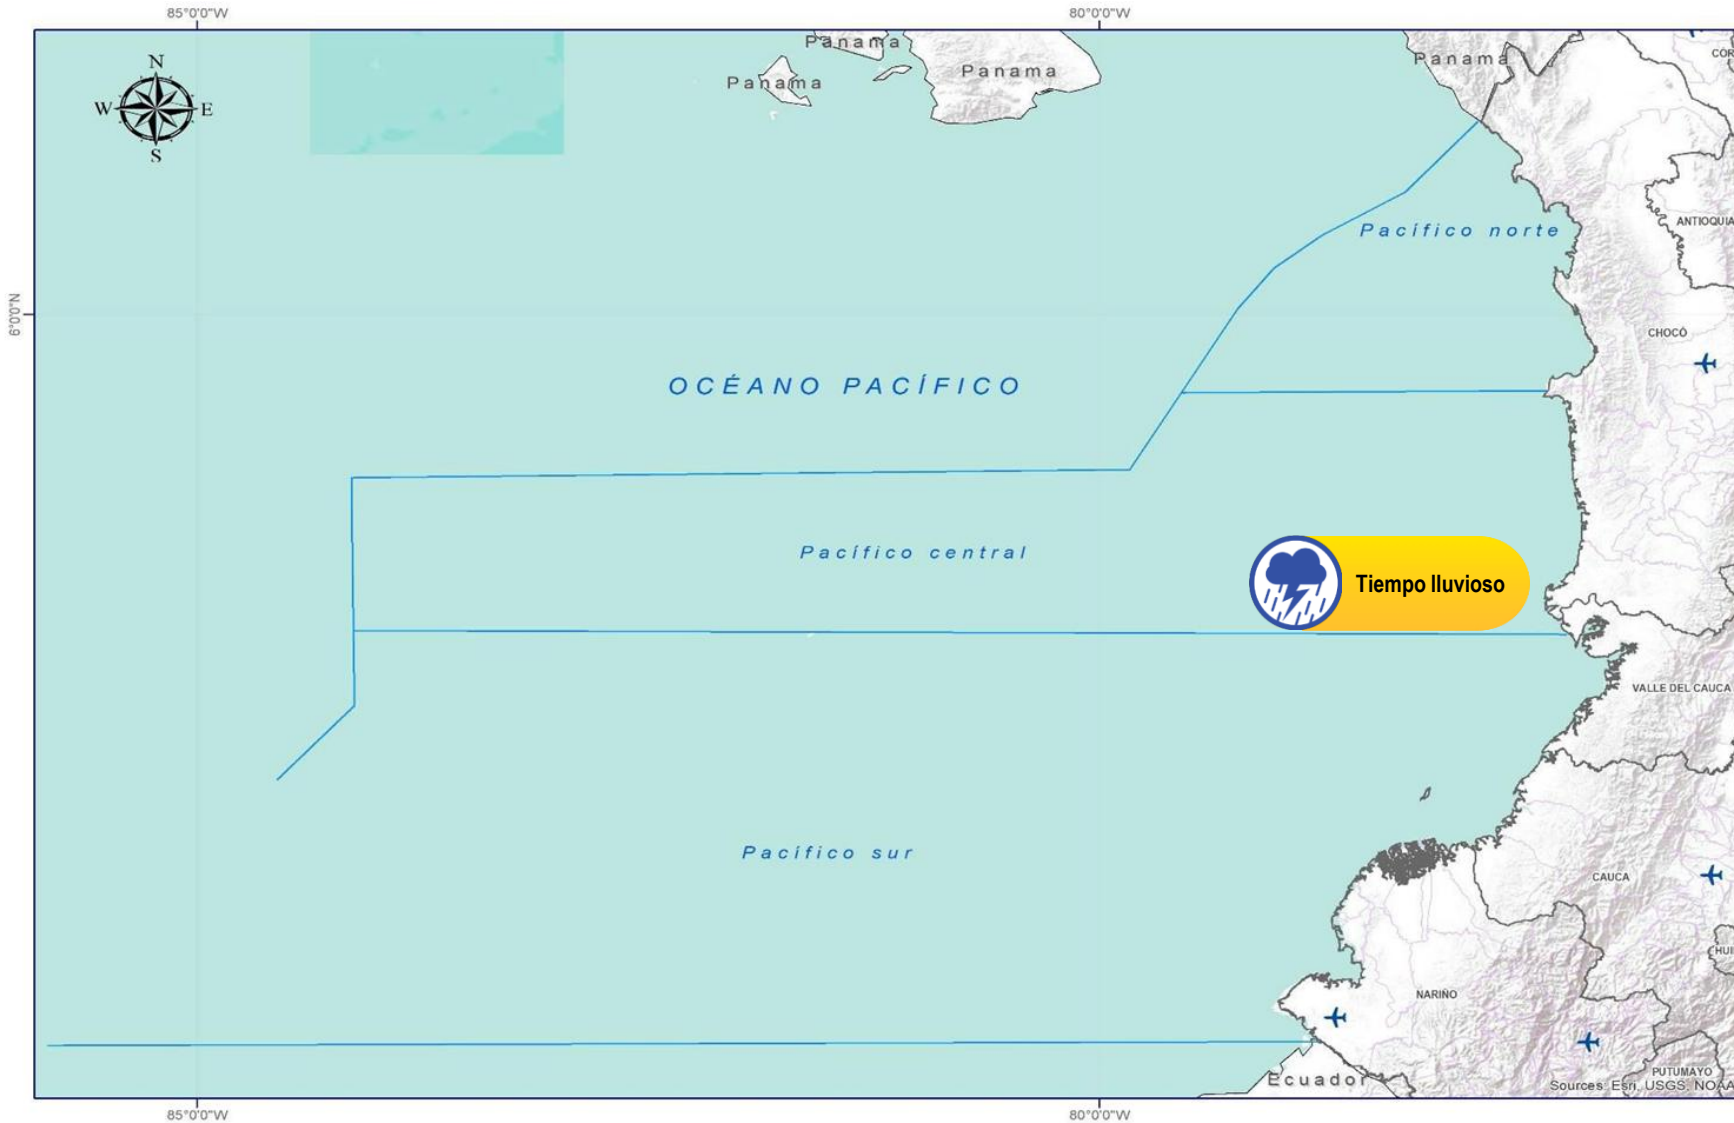 85°0'0"W
80°0'0"W
Panama
Panama
Panama
Panama
COR
N
W
E
S
ANTIOQUIA
Pacífico norte
6°0'0"N
CHOCÓ
OCÉANO PACÍFICO
Pacífico central
Tiempo lluvioso
VALLE DEL CAUCA
Pacífico sur
CAUCA
HUI
NARIÑO
PUTUMAYO
Ecuador
Sources: Esri, USGS, NOAA
85°0'0"W
80°0'0"W